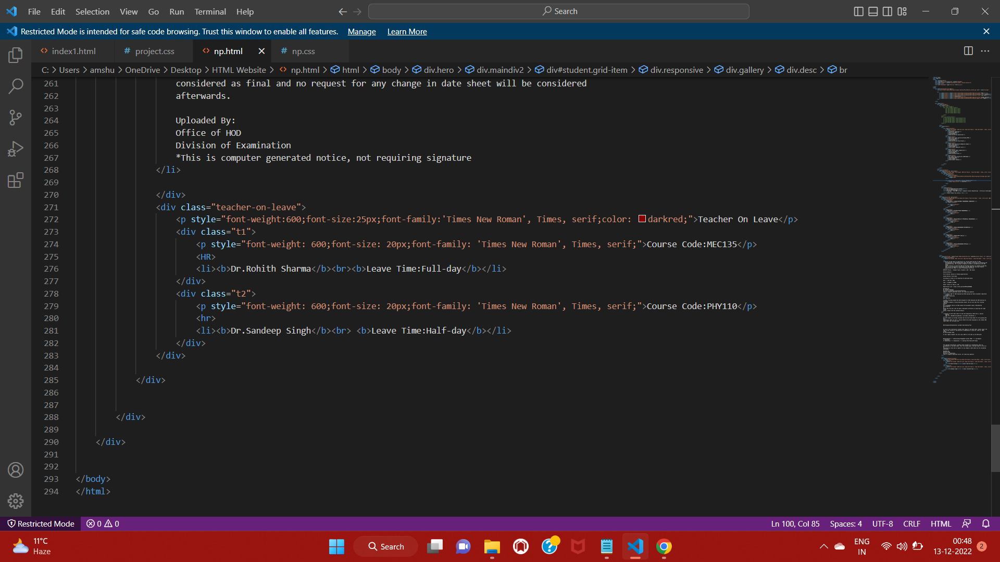 File Edit Selection View Go Run Terminal Help
Search
Restricted Mode is intended for safe code browsing. Trust this window to enable all features. Manage Learn More
index1.html # project.css np.html # np.css
C: > Users > amshu > OneDrive > Desktop > HTML Website > np.html > html > body > div.hero > div.maindiv2 > div#student.grid-item > div.responsive > div.gallery > div.desc > br
261 considered as final and no request for any change in date sheet will be considered
262 afterwards.
263
264 Uploaded By:
265 Office of HOD
266 Division of Examination
267 *This is computer generated notice, not requiring signature
268 </li>
269
270 </div>
271 <div class="teacher-on-leave">
272 <p style="font-weight:600;font-size:25px;font-family:'Times New Roman', Times, serif;color: darkred;">Teacher On Leave</p>
273 <div class="t1">
274 <p style="font-weight: 600;font-size: 20px;font-family: 'Times New Roman', Times, serif;">Course Code:MEC135</p>
275 <HR>
276 <li><b>Dr.Rohith Sharma</b><br><b>Leave Time:Full-day</b></li>
277 </div>
278 <div class="t2">
279 <p style="font-weight: 600;font-size: 20px;font-family: 'Times New Roman', Times, serif;">Course Code:PHY110</p>
280 <hr>
281 <li><b>Dr.Sandeep Singh</b><br> <b>Leave Time:Half-day</b></li>
282 </div>
283 </div>
284
285 </div>
286
287
288 </div>
289
290 </div>
291
292
293 </body>
294 </html>
Restricted Mode 0 0 Ln 100, Col 85 Spaces: 4 UTF-8 CRLF HTML
11°C
Haze
Search
ENG
IN
00:48
13-12-2022
2